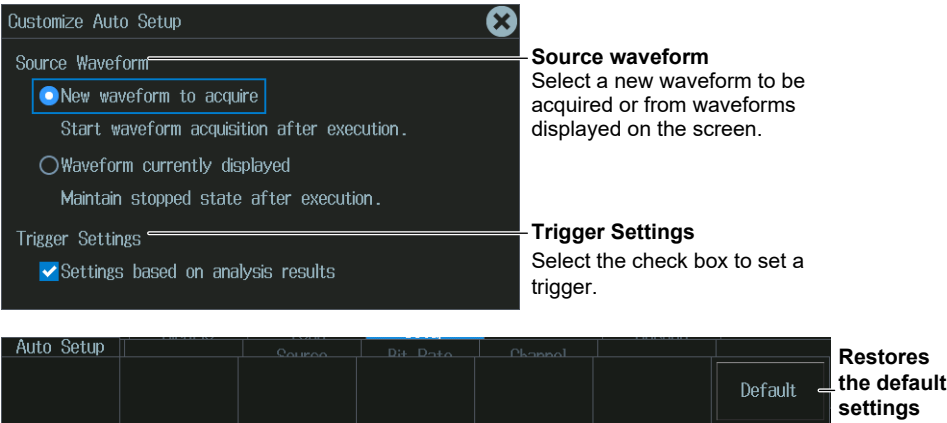 Customize Auto Setup
Source Waveform
New waveform to acquire
Start waveform acquisition after execution.
Waveform currently displayed
Maintain stopped state after execution.
Trigger Settings
Settings based on analysis results
Source waveform
Select a new waveform to be
acquired or from waveforms
displayed on the screen.
Trigger Settings
Select the check box to set a
trigger.
Auto Setup
Source
Bit Rate
Channel
Default
Restores
the default
settings